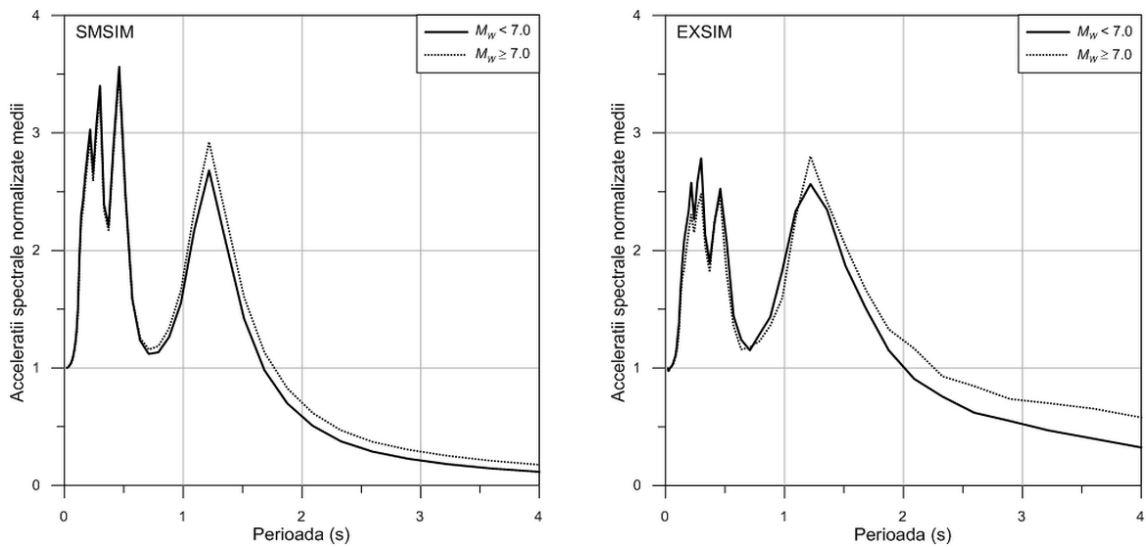 SMSIM
M_W < 7.0
M_W ≥ 7.0
Acceleratii spectrale normalizate medii
4
3
2
1
0
0 1 2 3 4
Perioada (s)
EXSIM
M_W < 7.0
M_W ≥ 7.0
Acceleratii spectrale normalizate medii
4
3
2
1
0
0 1 2 3 4
Perioada (s)